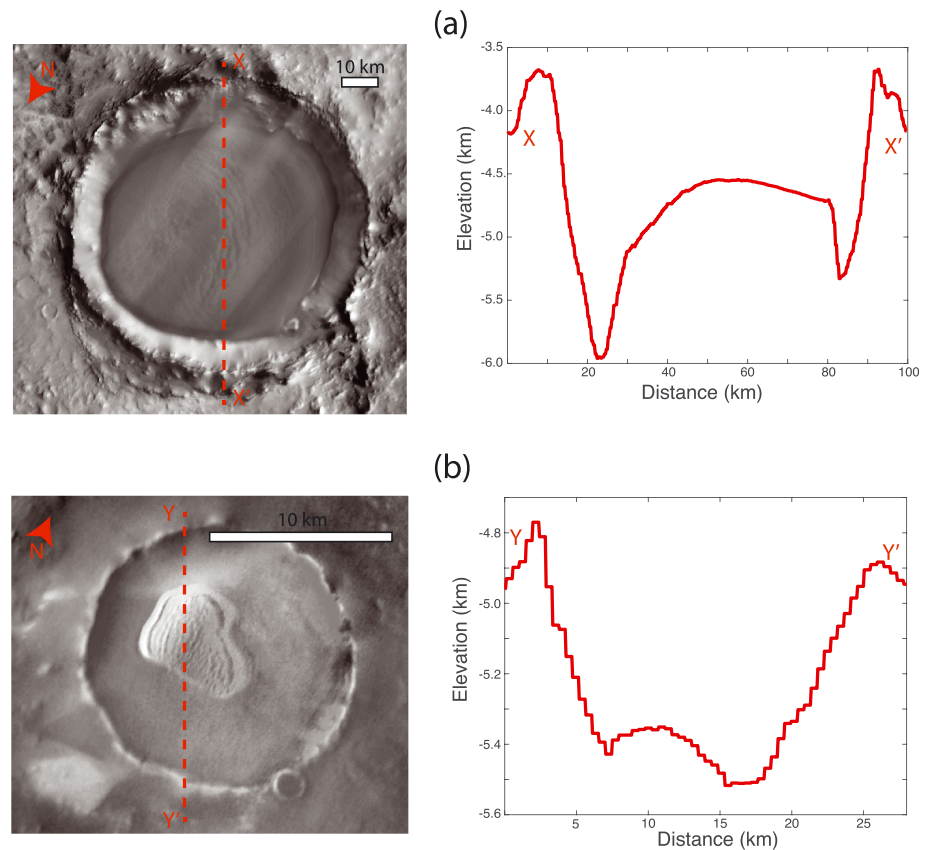 (a)
N
X
10 km
X'
-3.5
-4.0
-4.5
-5.0
-5.5
-6.0
Elevation (km)
X
X'
20
40
60
80
100
Distance (km)
(b)
N
Y
10 km
Y'
-4.8
-5.0
-5.2
-5.4
-5.6
Elevation (km)
Y
Y'
5
10
15
20
25
Distance (km)